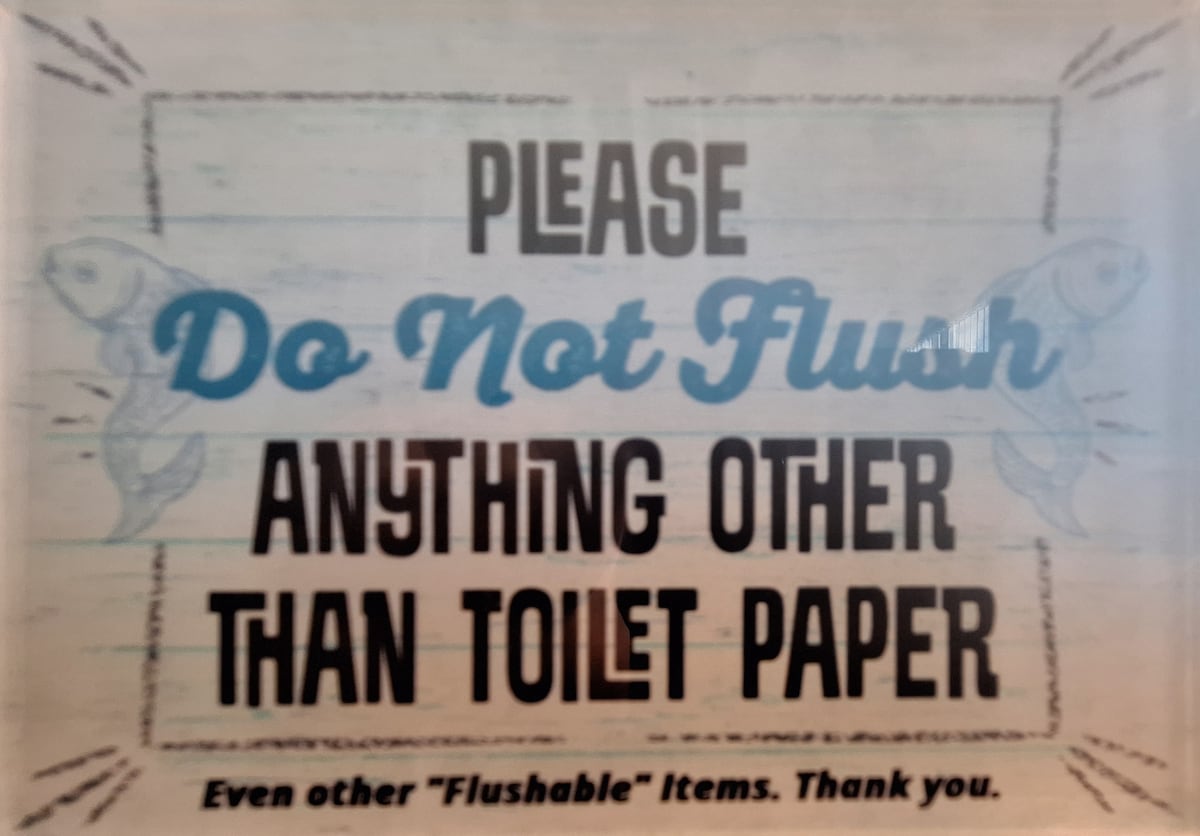 PLEASE
Do Not Flush
ANYTHING OTHER
THAN TOILET PAPER
Even other "Flushable" Items. Thank you.